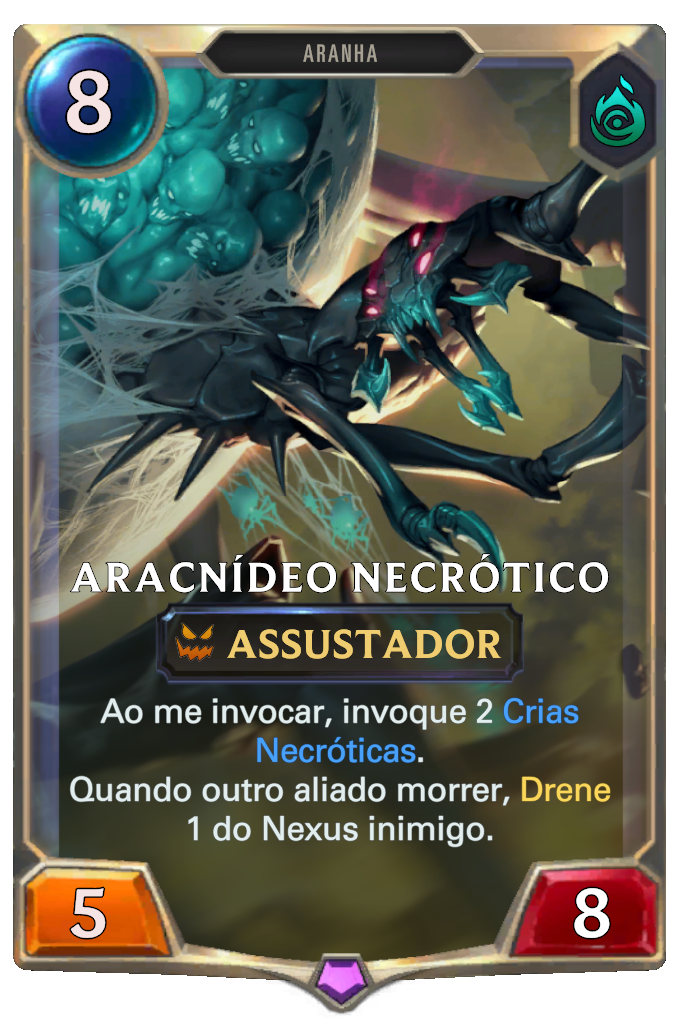 ARANHA
8
ARACNÍDEO NECRÓTICO
ASSUSTADOR
Ao me invocar, invoque 2 Crias
Necróticas.
Quando outro aliado morrer, Drene
1 do Nexus inimigo.
5
8